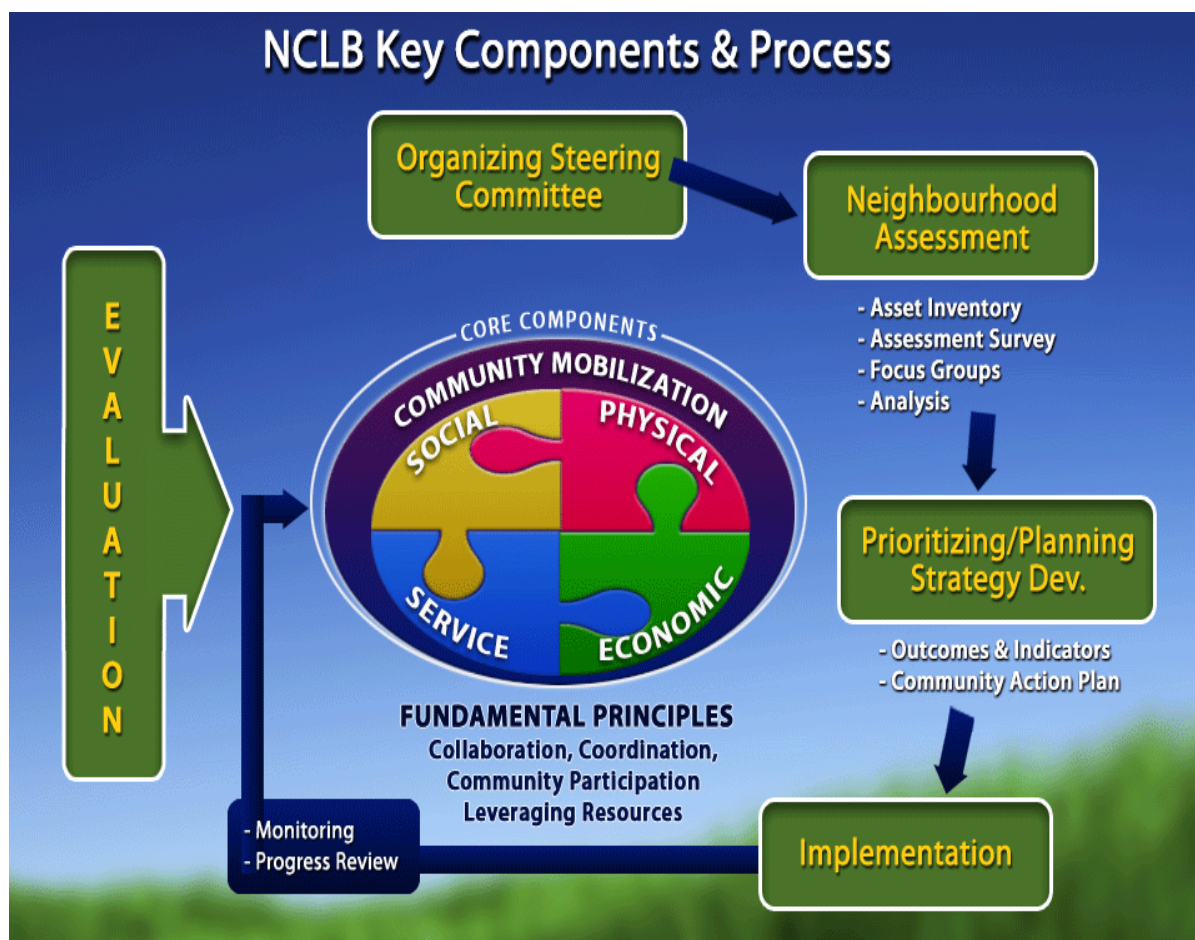 NCLB Key Components & Process
Organizing Steering
Committee
Neighbourhood
Assessment
- Asset Inventory
- Assessment Survey
- Focus Groups
- Analysis
Prioritizing/Planning
Strategy Dev.
- Outcomes & Indicators
- Community Action Plan
Implementation
- Monitoring
- Progress Review
EVALUATION
CORE COMPONENTS
COMMUNITY MOBILIZATION
SOCIAL
PHYSICAL
SERVICE
ECONOMIC
FUNDAMENTAL PRINCIPLES
Collaboration, Coordination,
Community Participation
Leveraging Resources